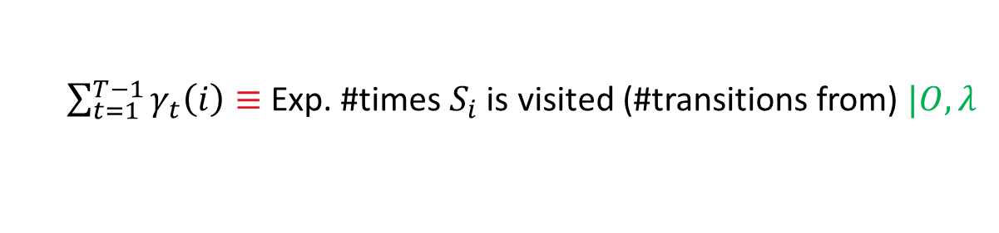 ∑_{t=1}^{T−1} γ_t(i) ≡ Exp. #times S_i is visited (#transitions from) |O, λ